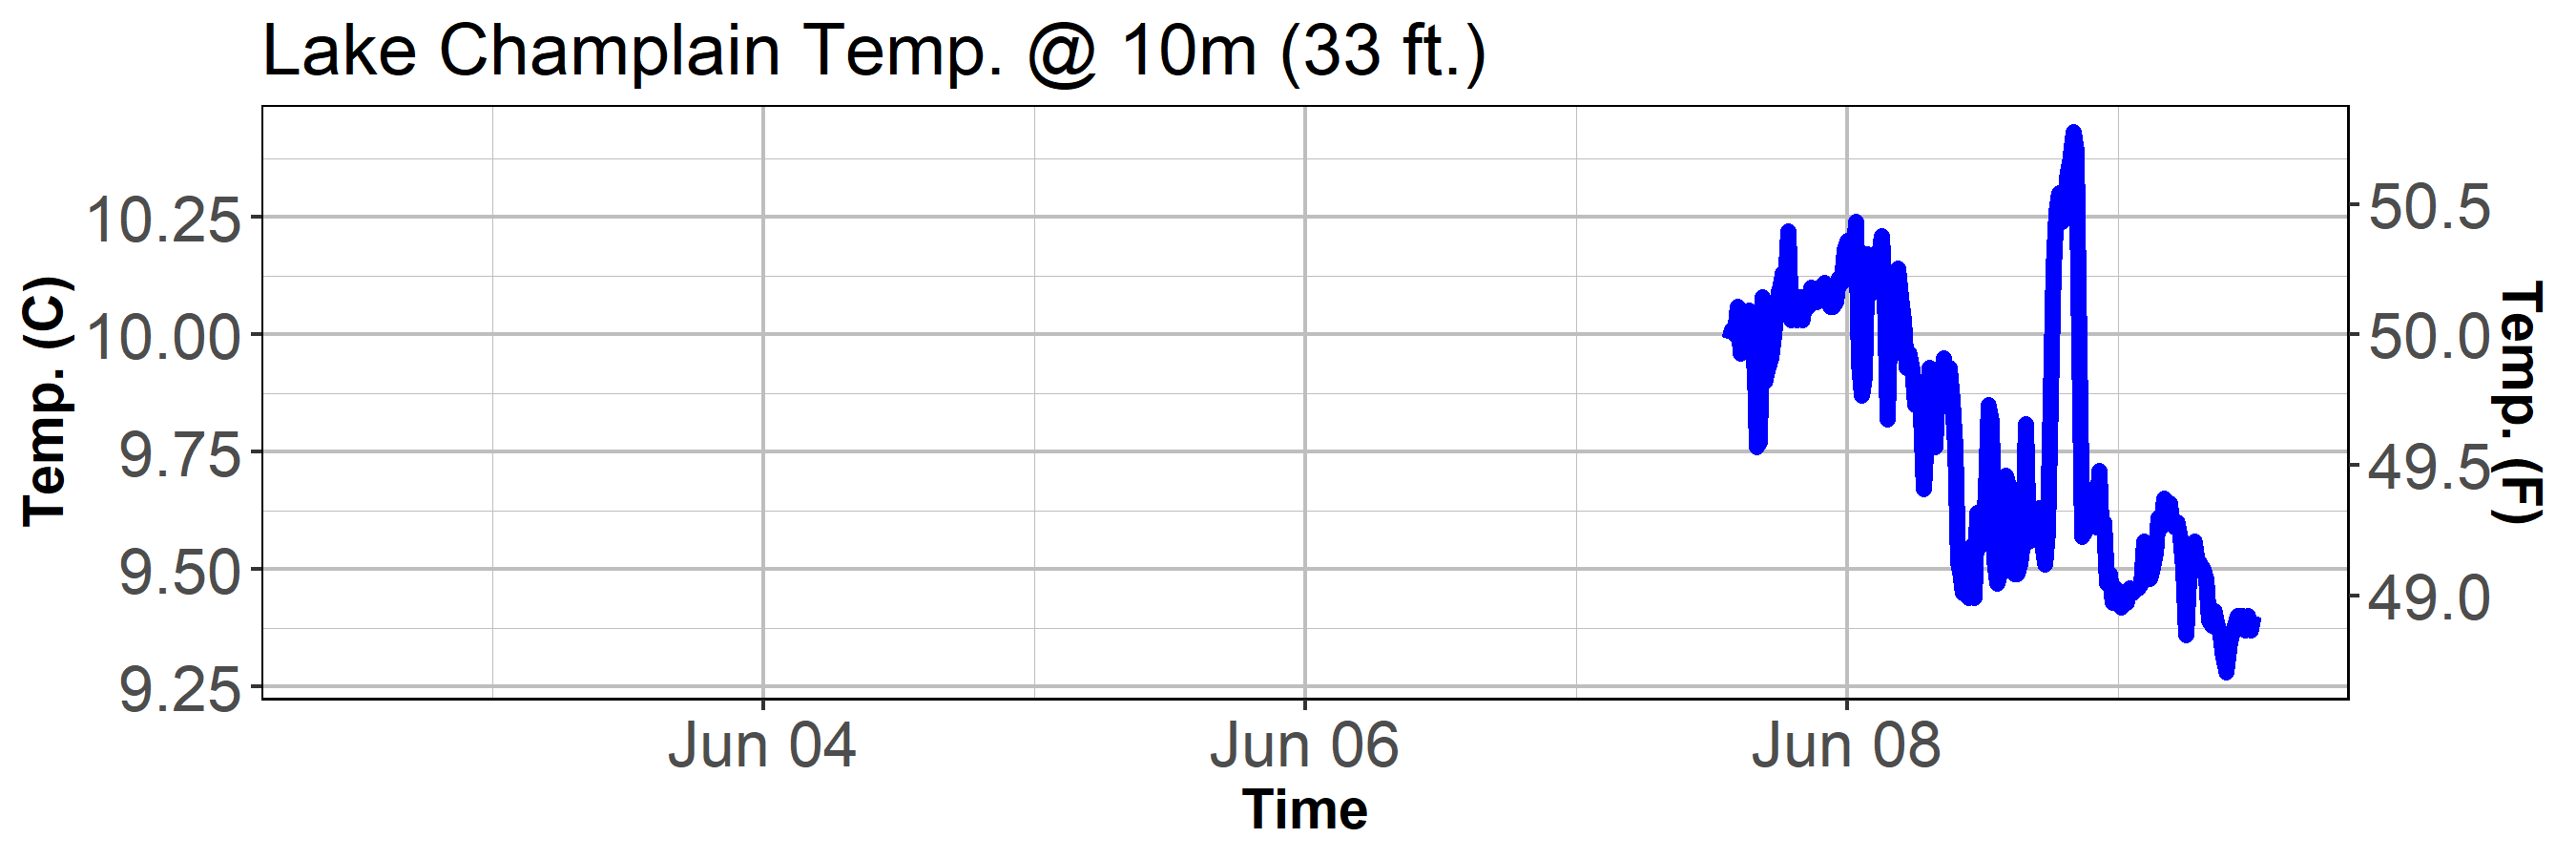 Lake Champlain Temp. @ 10m (33 ft.)
Temp. (C)
10.25
10.00
9.75
9.50
9.25
50.5
50.0
49.5
49.0
Temp. (F)
Jun 04 Jun 06 Jun 08
Time